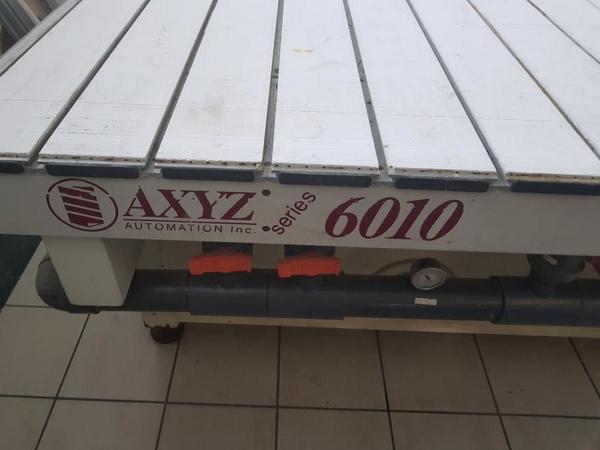 AXYZ
AUTOMATION Inc.
series
6010